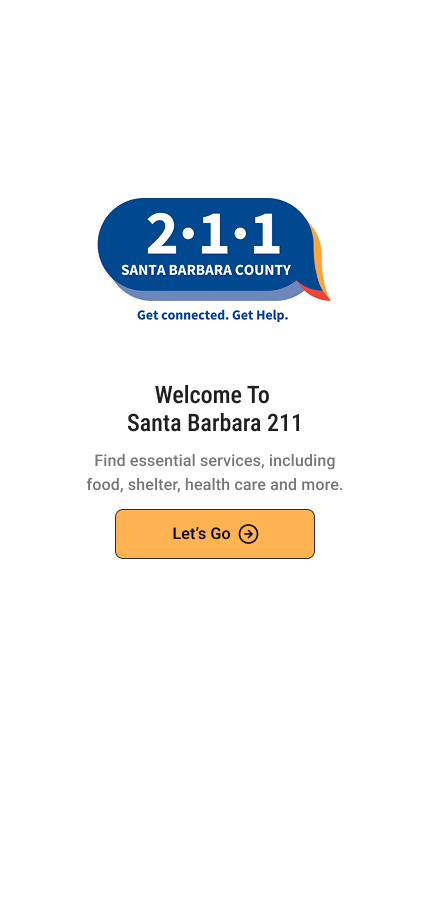 2·1·1
SANTA BARBARA COUNTY
Get connected. Get Help.
Welcome To
Santa Barbara 211
Find essential services, including
food, shelter, health care and more.
Let's Go